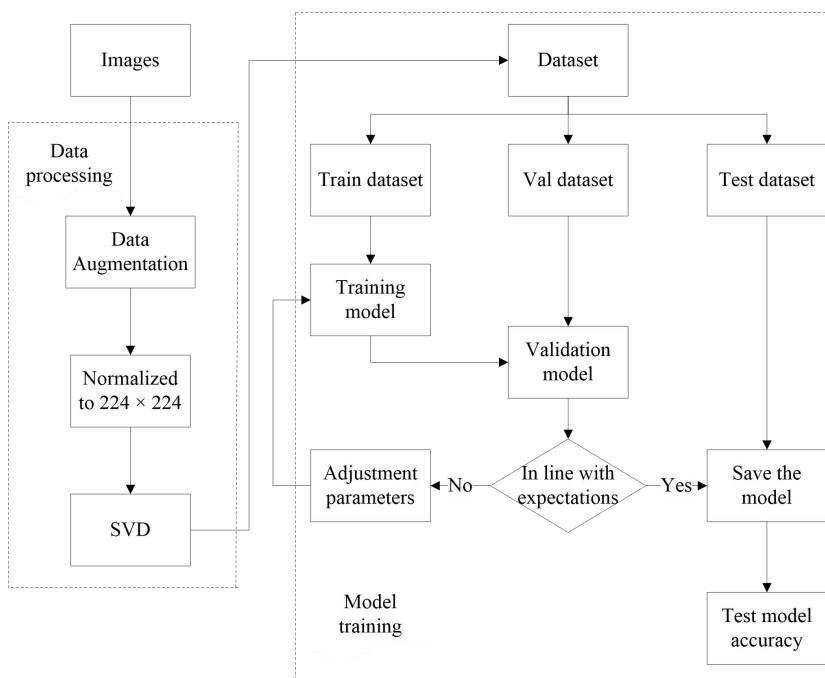 Images
Data
processing
Data
Augmentation
Normalized
to 224 × 224
SVD
Dataset
Train dataset
Val dataset
Test dataset
Training
model
Validation
model
In line with
expectations
No
Yes
Adjustment
parameters
Save the
model
Test model
accuracy
Model
training